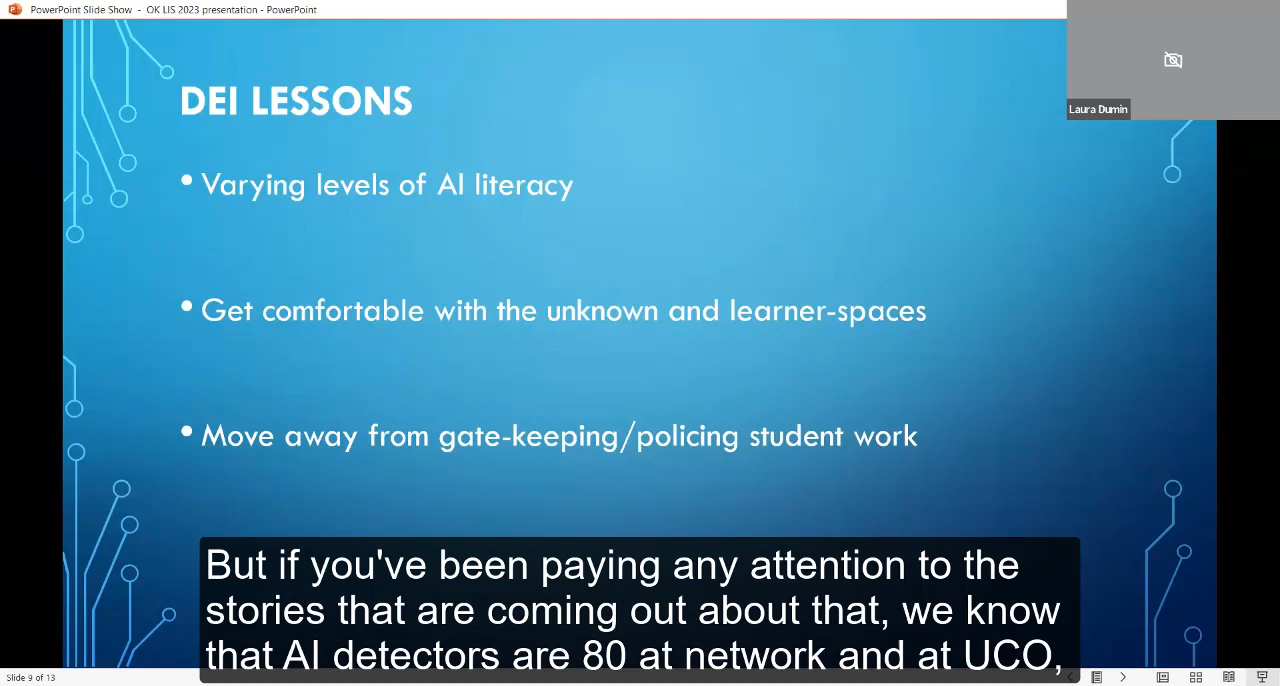 PowerPoint Slide Show - OK LIS 2023 presentation - PowerPoint
Laura Dumin
DEI LESSONS
• Varying levels of AI literacy
• Get comfortable with the unknown and learner-spaces
• Move away from gate-keeping/policing student work
But if you've been paying any attention to the
stories that are coming out about that, we know
that AI detectors are 80 at network and at UCO,
Slide 9 of 13